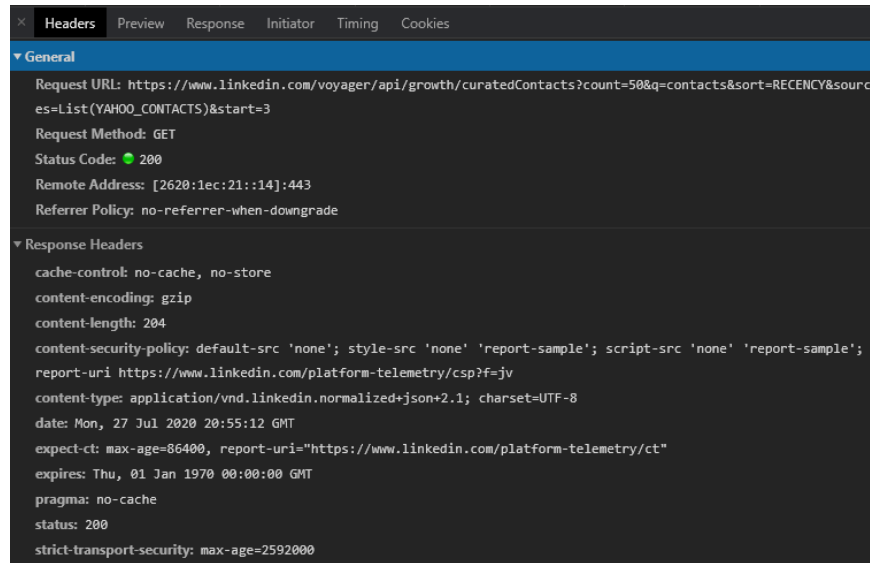 × Headers Preview Response Initiator Timing Cookies
▼ General
Request URL: https://www.linkedin.com/voyager/api/growth/curatedContacts?count=50&q=contacts&sort=RECENCY&sourc
es=List(YAHOO_CONTACTS)&start=3
Request Method: GET
Status Code: 200
Remote Address: [2620:1ec:21::14]:443
Referrer Policy: no-referrer-when-downgrade
▼ Response Headers
cache-control: no-cache, no-store
content-encoding: gzip
content-length: 204
content-security-policy: default-src 'none'; style-src 'none' 'report-sample'; script-src 'none' 'report-sample';
report-uri https://www.linkedin.com/platform-telemetry/csp?f=jv
content-type: application/vnd.linkedin.normalized+json+2.1; charset=UTF-8
date: Mon, 27 Jul 2020 20:55:12 GMT
expect-ct: max-age=86400, report-uri="https://www.linkedin.com/platform-telemetry/ct"
expires: Thu, 01 Jan 1970 00:00:00 GMT
pragma: no-cache
status: 200
strict-transport-security: max-age=2592000